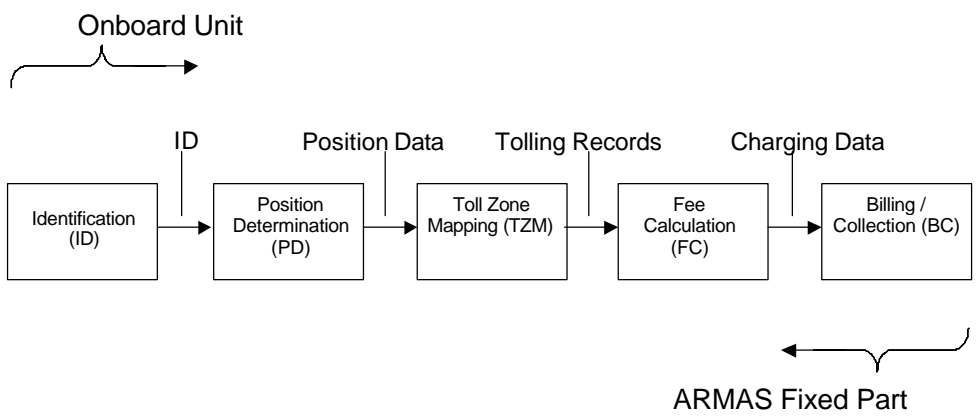 Onboard Unit
ID
Position Data
Tolling Records
Charging Data
Identification
(ID)
Position
Determination
(PD)
Toll Zone
Mapping (TZM)
Fee
Calculation
(FC)
Billing /
Collection (BC)
ARMAS Fixed Part